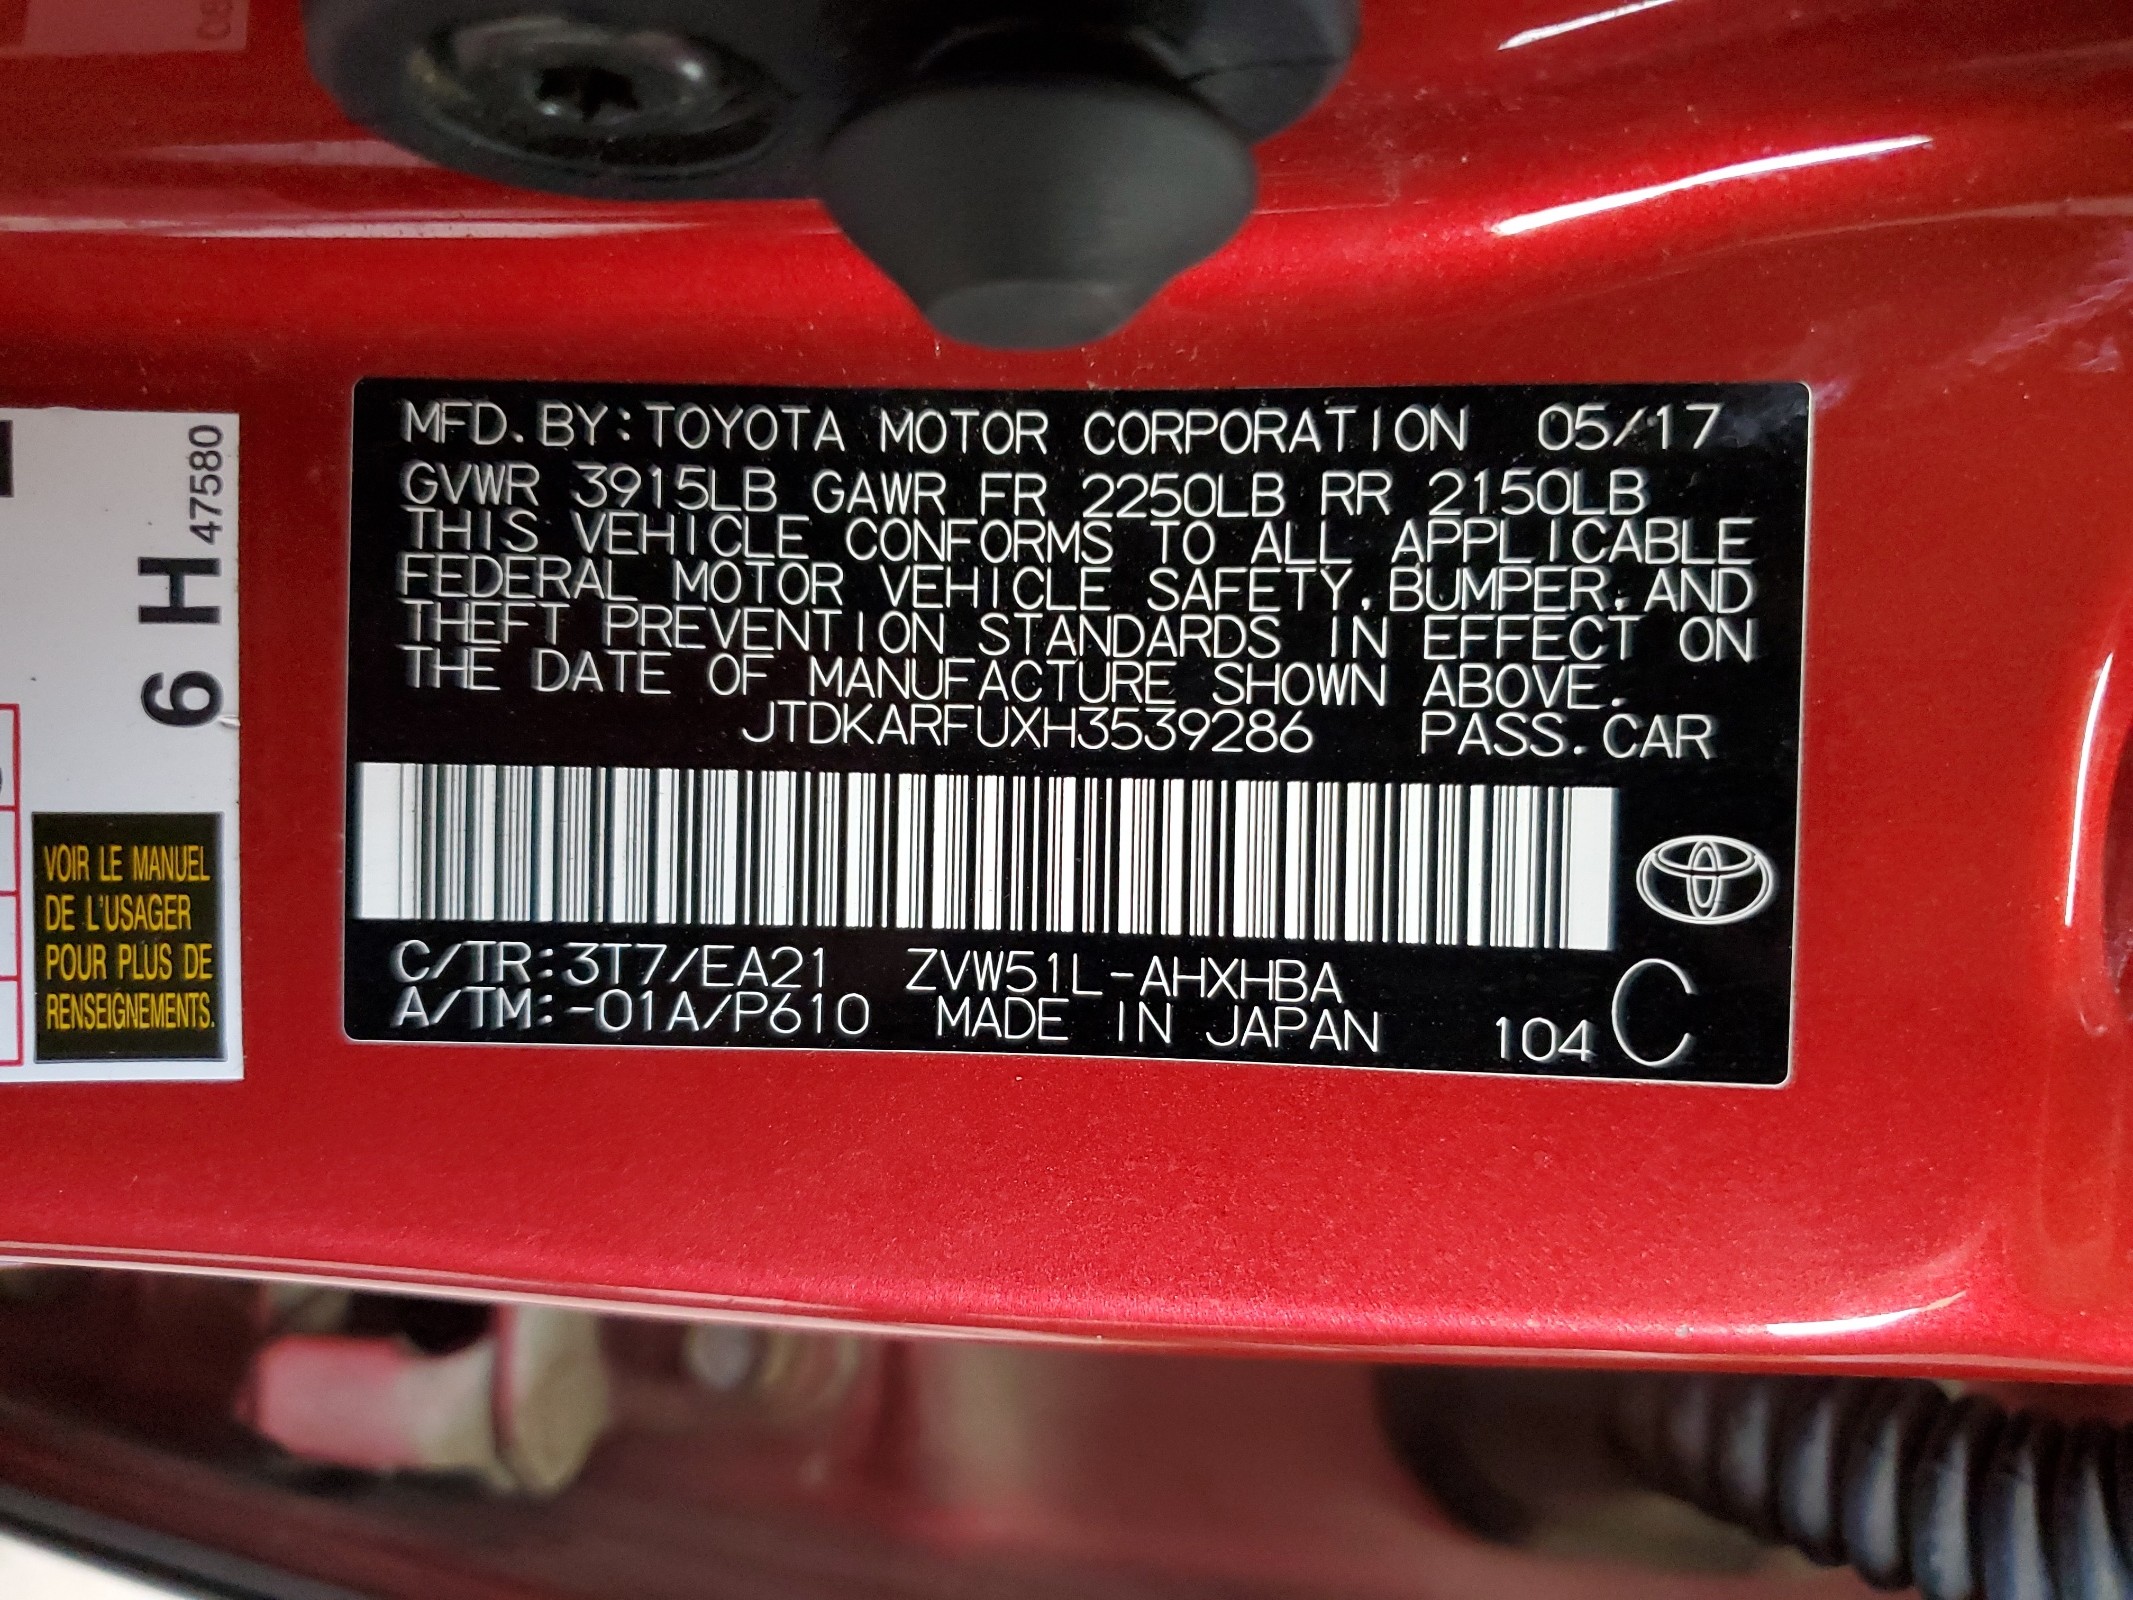 MFD. BY: TOYOTA MOTOR CORPORATION 05/17
GVWR 3915LB GAWR FR 2250LB RR 2150LB
THIS VEHICLE CONFORMS TO ALL APPLICABLE
FEDERAL MOTOR VEHICLE SAFETY, BUMPER, AND
THEFT PREVENTION STANDARDS IN EFFECT ON
THE DATE OF MANUFACTURE SHOWN ABOVE.
JTDKARFUXH3539286 PASS. CAR
C/TR: 3T7/EA21 ZVW51L-AHXHBA
A/TM: -01A/P610 MADE IN JAPAN 104 C
6 H 47580
VOIR LE MANUEL
DE L'USAGER
POUR PLUS DE
RENSEIGNEMENTS.